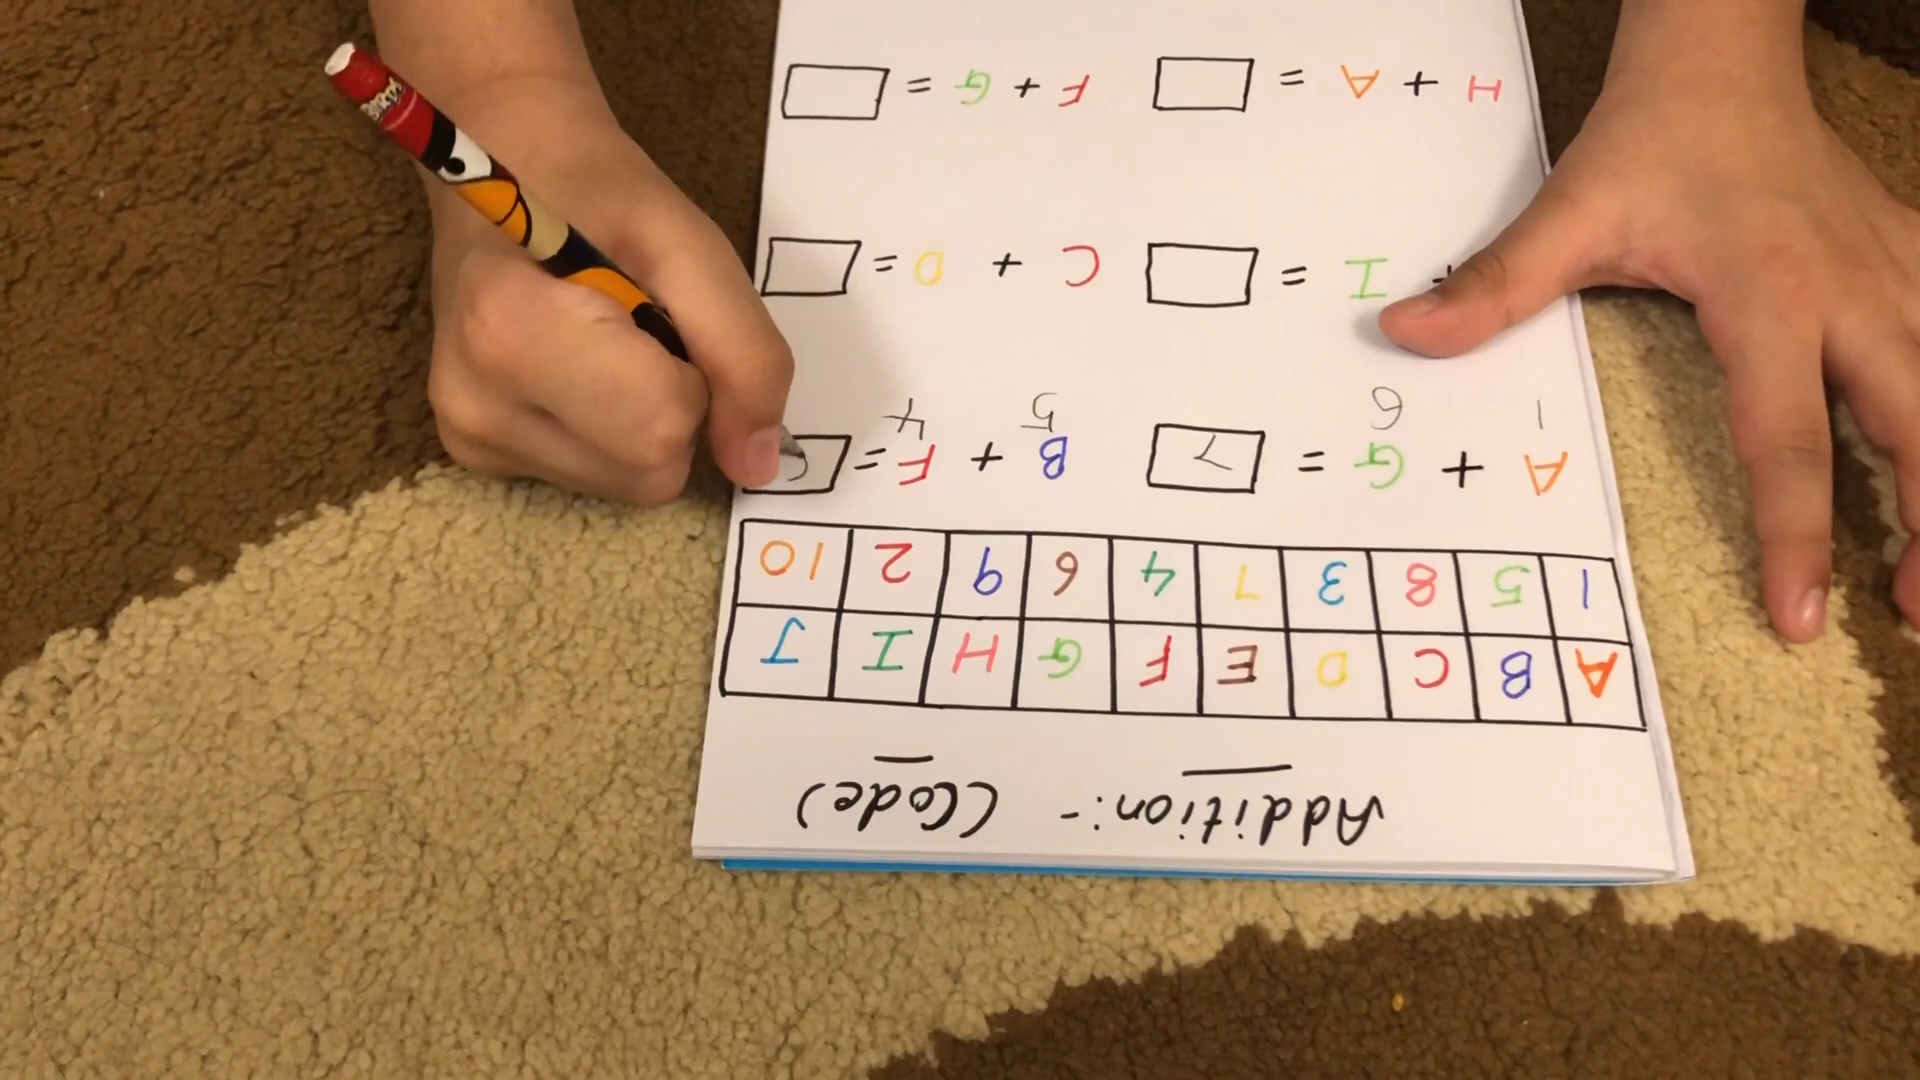 Addition:- (Code)
A B C D E F G H I J
1 5 8 3 7 4 6 9 2 10
1 6 5 4
A + G = 7 B + F =
+ I = C + D =
H + A = F + G =